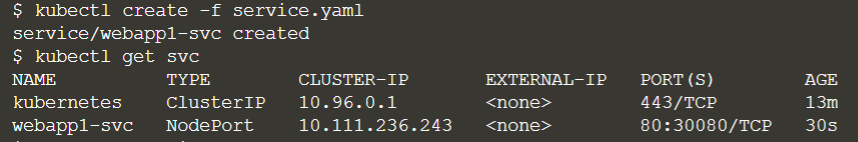 $ kubectl create -f service.yaml
service/webapp1-svc created
$ kubectl get svc
NAME TYPE CLUSTER-IP EXTERNAL-IP PORT(S) AGE
kubernetes ClusterIP 10.96.0.1 <none> 443/TCP 13m
webapp1-svc NodePort 10.111.236.243 <none> 80:30080/TCP 30s